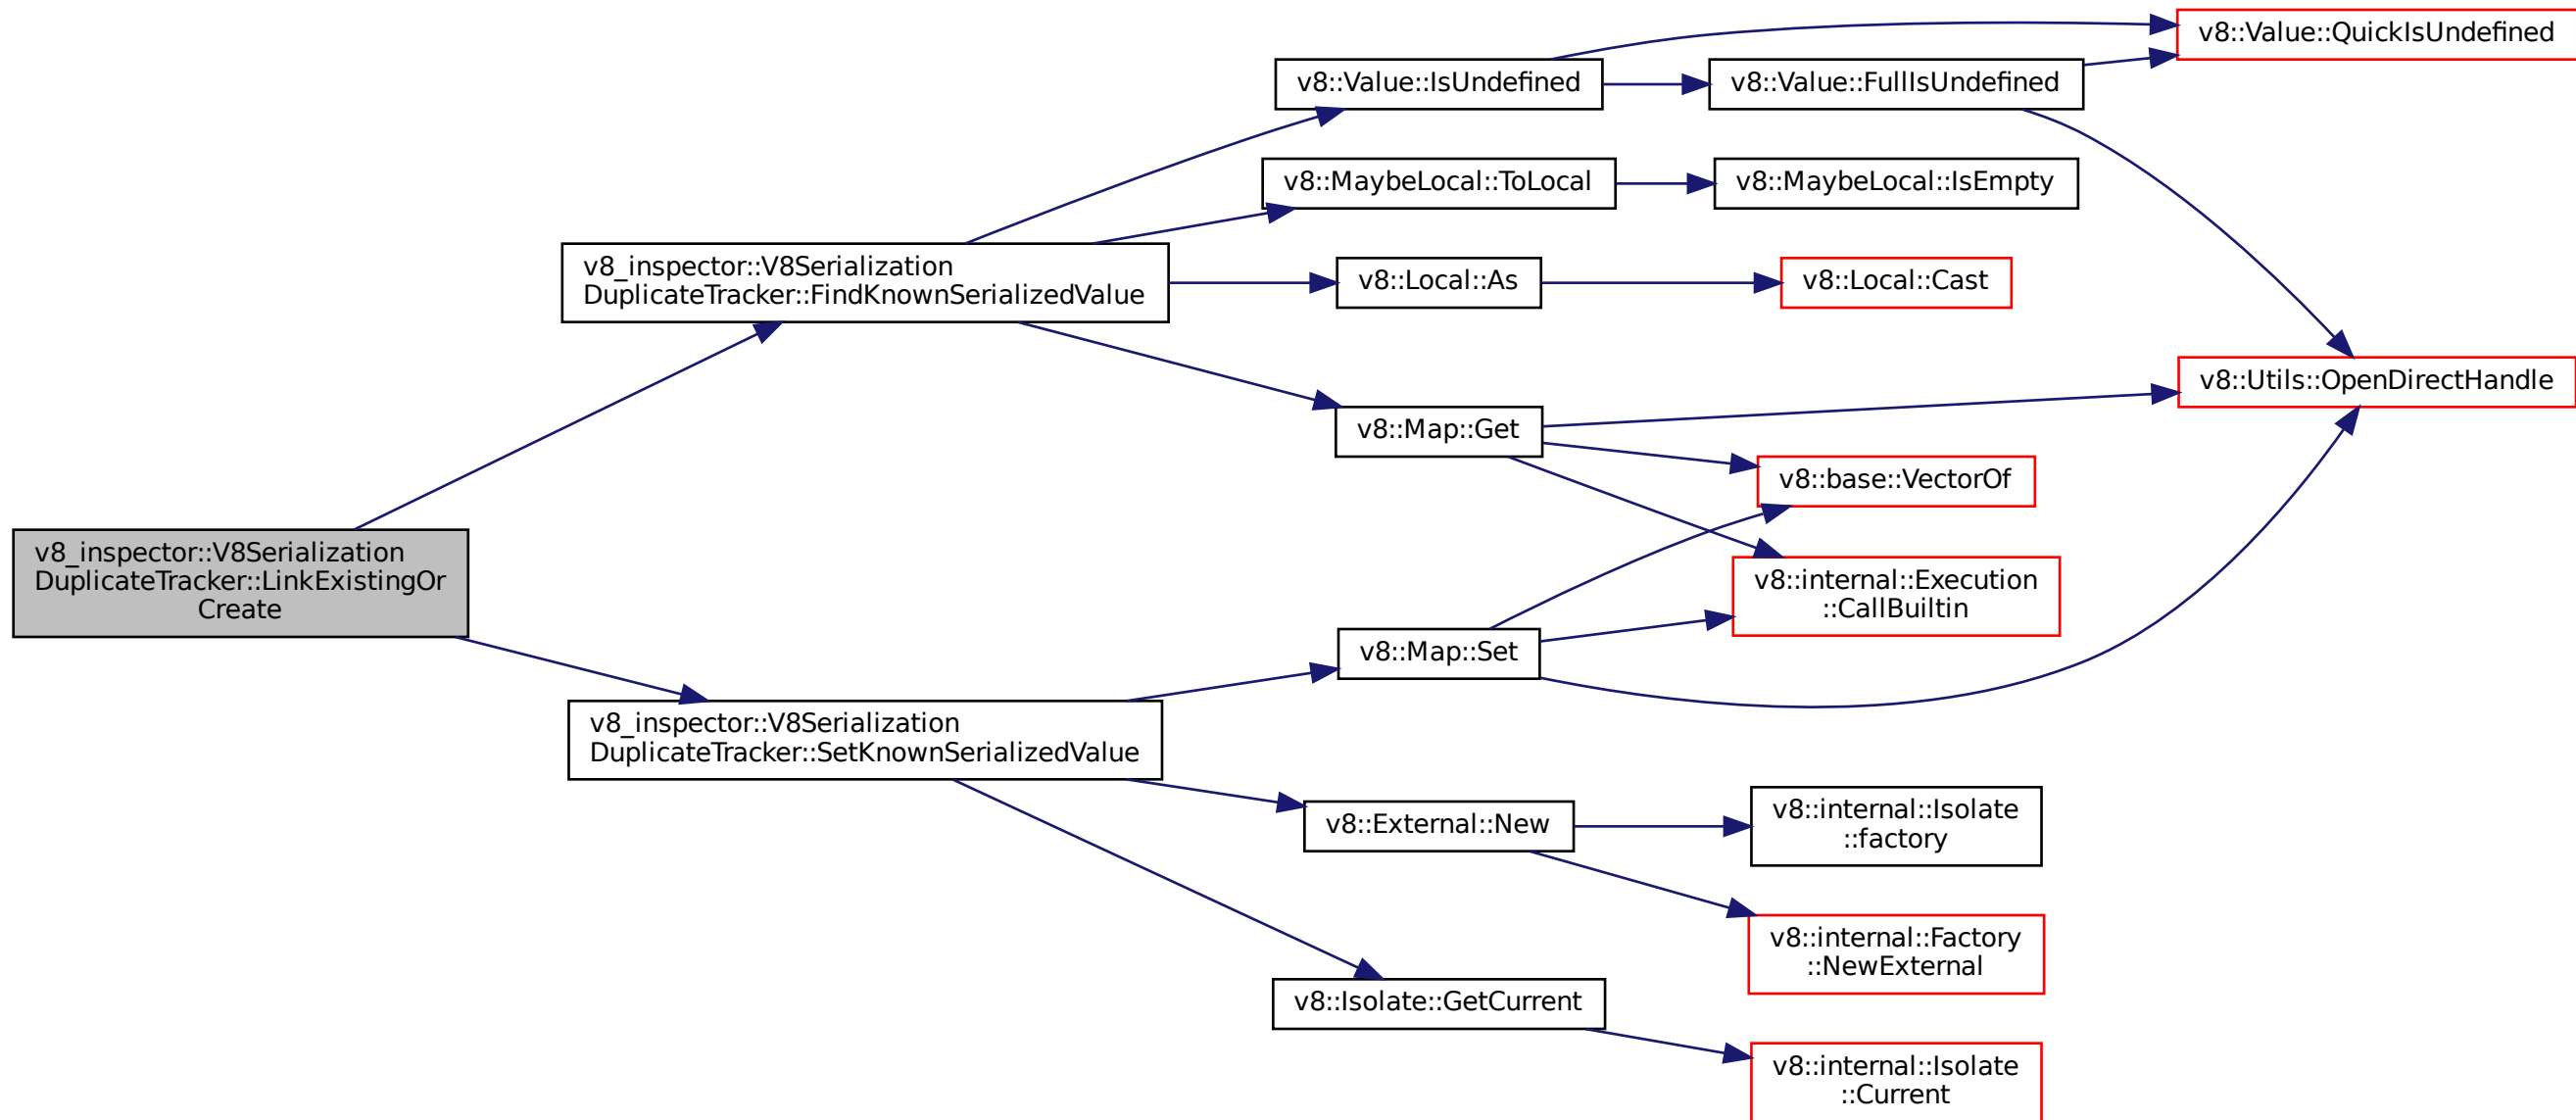 v8_inspector::V8Serialization
DuplicateTracker::LinkExistingOr
Create
v8_inspector::V8Serialization
DuplicateTracker::FindKnownSerializedValue
v8_inspector::V8Serialization
DuplicateTracker::SetKnownSerializedValue
v8::Value::IsUndefined
v8::MaybeLocal::ToLocal
v8::Local::As
v8::Map::Get
v8::Map::Set
v8::External::New
v8::Isolate::GetCurrent
v8::Value::FullIsUndefined
v8::MaybeLocal::IsEmpty
v8::Local::Cast
v8::base::VectorOf
v8::internal::Execution
::CallBuiltin
v8::internal::Isolate
::factory
v8::internal::Factory
::NewExternal
v8::internal::Isolate
::Current
v8::Value::QuickIsUndefined
v8::Utils::OpenDirectHandle